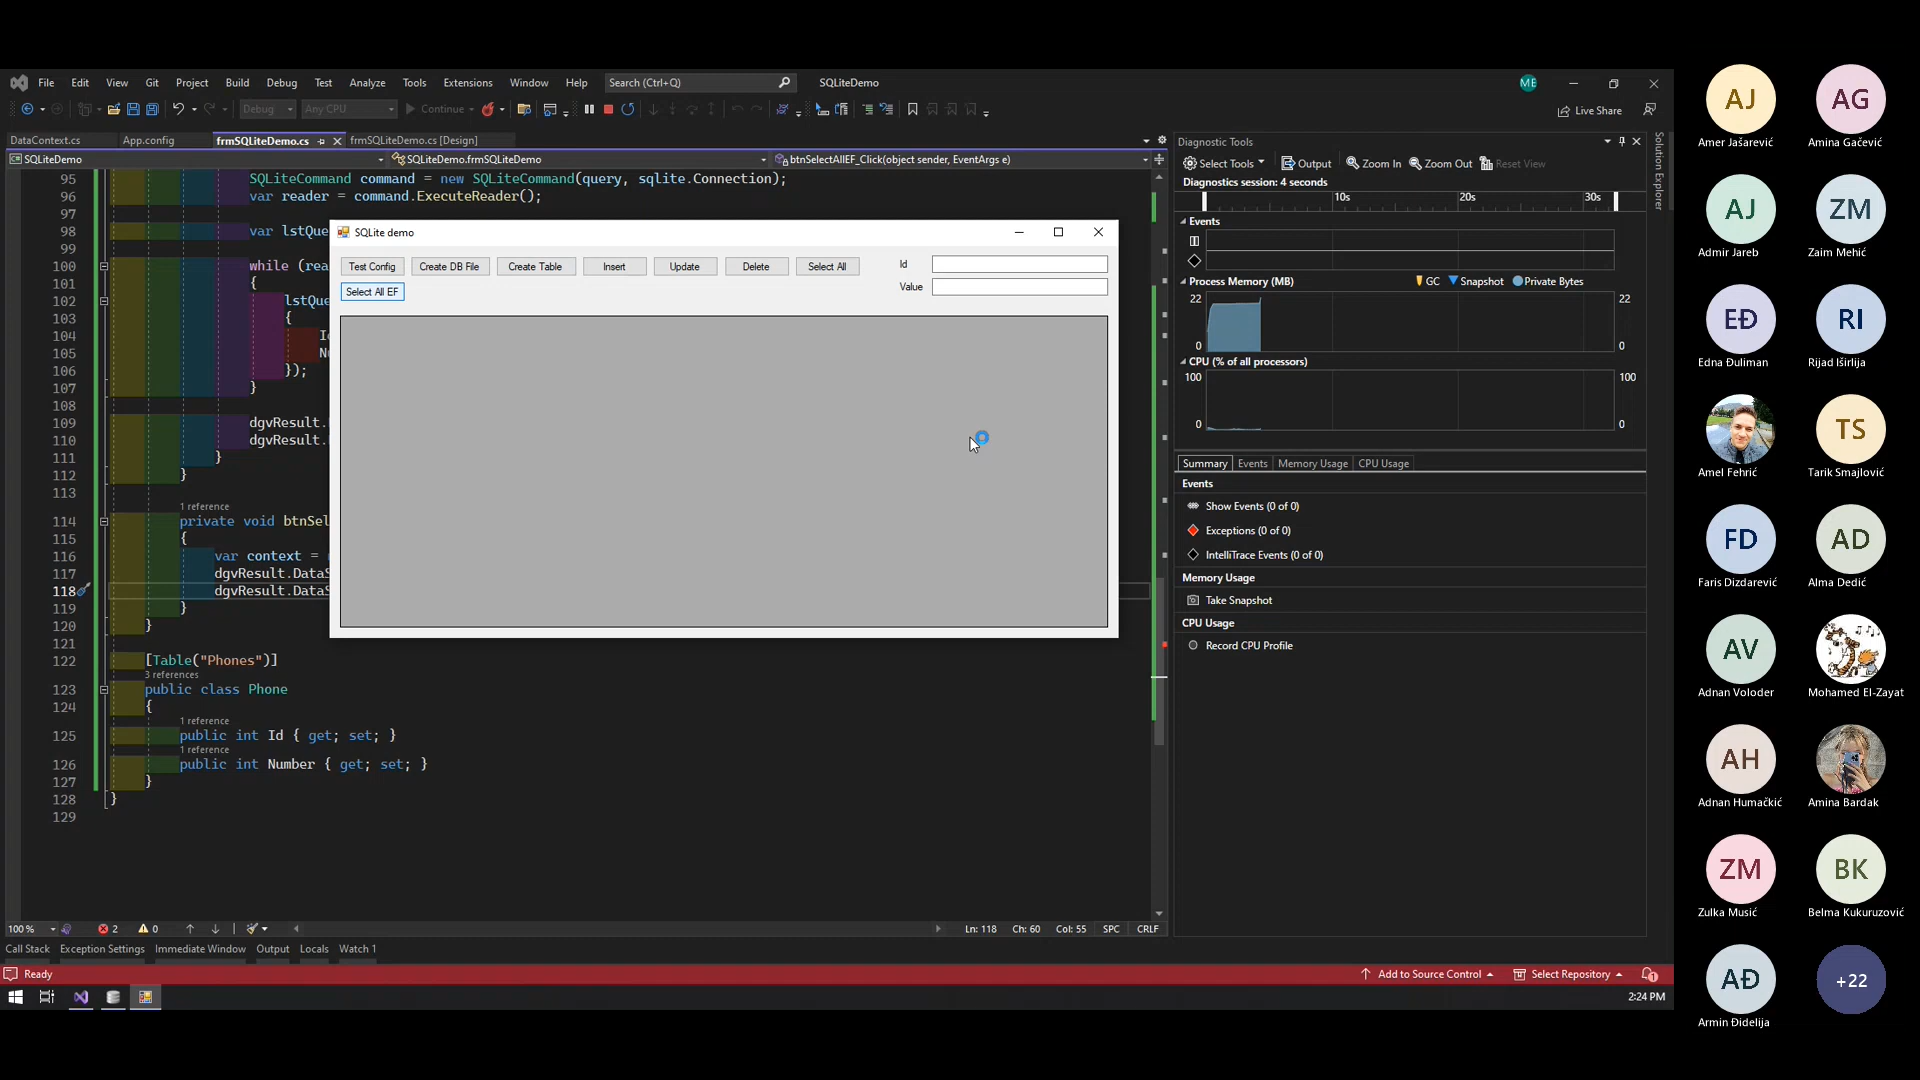 File Edit View Git Project Build Debug Test Analyze Tools Extensions Window Help Search (Ctrl+Q) SQLiteDemo ME
Debug Any CPU Continue Live Share
DataContext.cs App.config frmSQLiteDemo.cs frmSQLiteDemo.cs [Design]
SQLiteDemo SQLiteDemo.frmSQLiteDemo btnSelectAllEF_Click(object sender, EventArgs e)
95 SQLiteCommand command = new SQLiteCommand(query, sqlite.Connection);
96 var reader = command.ExecuteReader();
97
98 var lstQue
99
100 while (rea
101 {
102 lstQue
103 {
104 I
105 N
106 });
107 }
108
109 dgvResult.
110 dgvResult.
111 }
112 }
113
1 reference
114 private void btnSel
115 {
116 var context =
117 dgvResult.DataS
118 dgvResult.DataS
119 }
120 }
121
122 [Table("Phones")]
3 references
123 public class Phone
124 {
1 reference
125 public int Id { get; set; }
1 reference
126 public int Number { get; set; }
127 }
128 }
129
SQLite demo
Test Config Create DB File Create Table Insert Update Delete Select All Id
Select All EF Value
100 % 2 0 Ln: 118 Ch: 60 Col: 55 SPC CRLF
Call Stack Exception Settings Immediate Window Output Locals Watch 1
Ready Add to Source Control Select Repository 1
2:24 PM
Diagnostic Tools
Select Tools Output Zoom In Zoom Out Reset View
Diagnostics session: 4 seconds
10s 20s 30s
Events
Process Memory (MB) GC Snapshot Private Bytes
22 22
0 0
CPU (% of all processors)
100 100
0 0
Summary Events Memory Usage CPU Usage
Events
Show Events (0 of 0)
Exceptions (0 of 0)
IntelliTrace Events (0 of 0)
Memory Usage
Take Snapshot
CPU Usage
Record CPU Profile
Solution Explorer
AJ AG
Amer Jašarević Amina Gačević
AJ ZM
Admir Jareb Zaim Mehić
EĐ RI
Edna Đuliman Rijad Iširlija
TS
Amel Fehrić Tarik Smajlović
FD AD
Faris Dizdarević Alma Dedić
AV
Adnan Voloder Mohamed El-Zayat
AH
Adnan Humačkić Amina Bardak
ZM BK
Zulka Musić Belma Kukuruzović
AĐ +22
Armin Đidelija